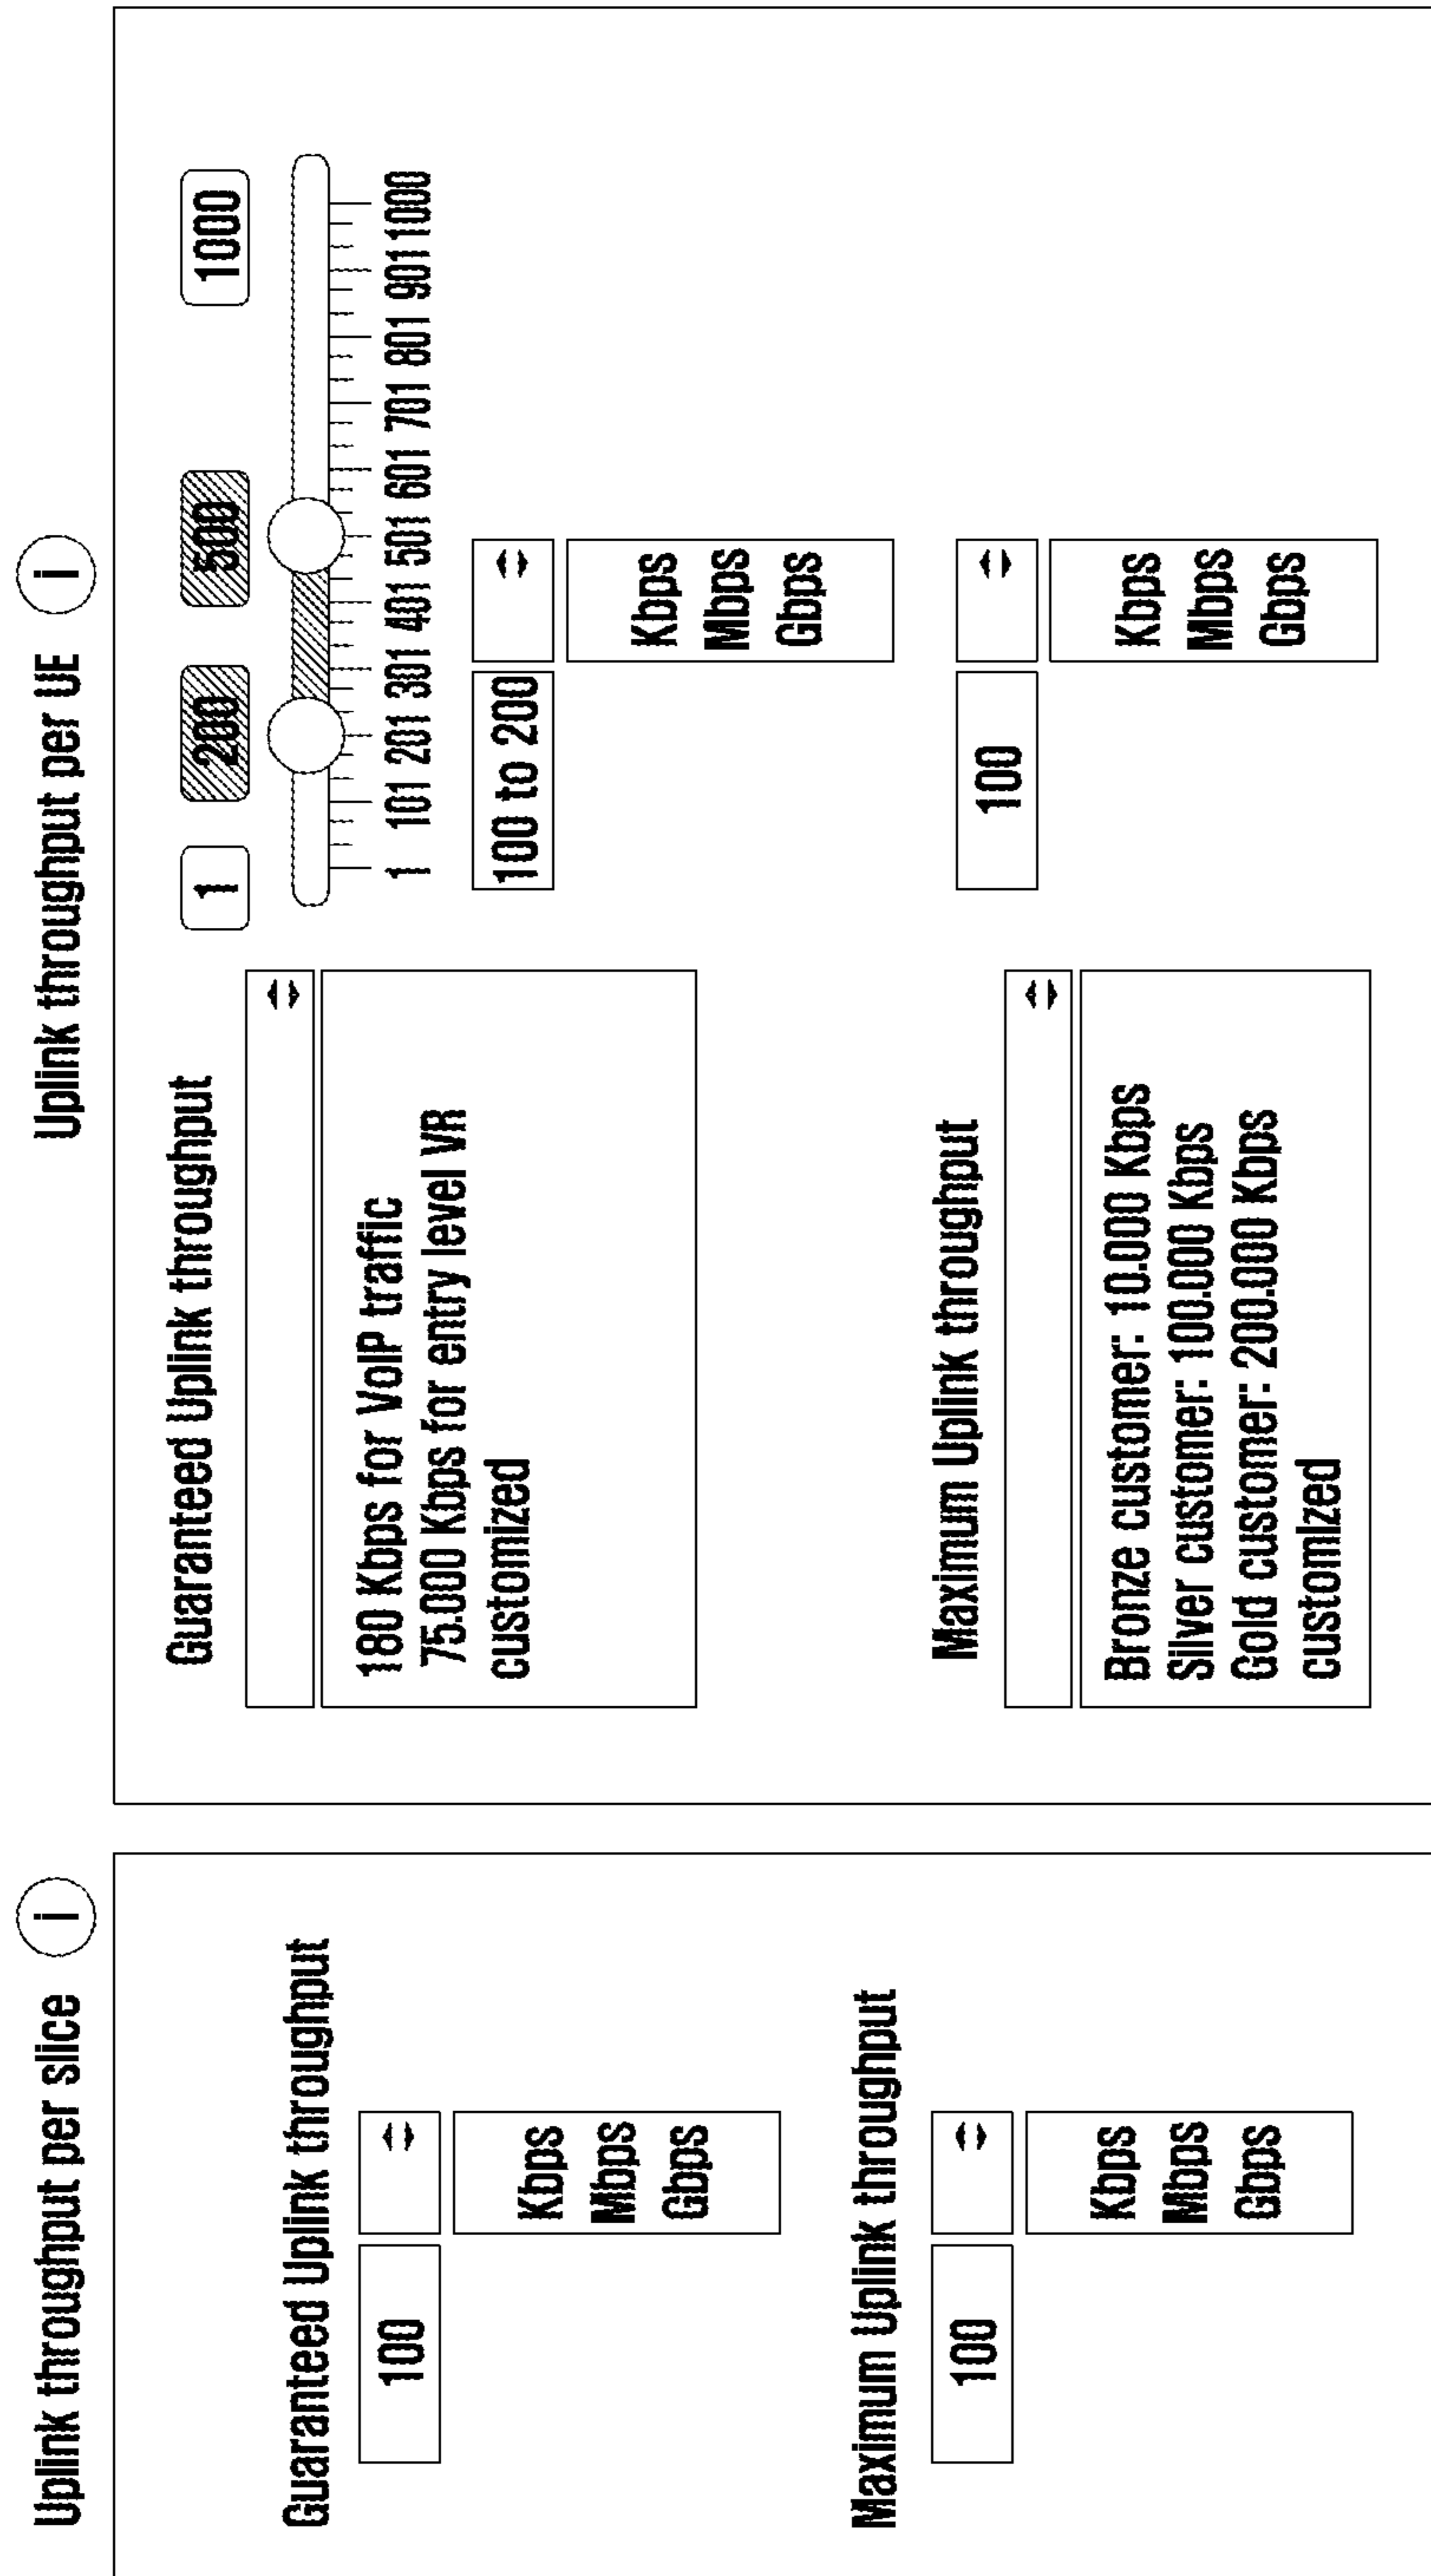 Uplink throughput per slice i
Guaranteed Uplink throughput
100
Kbps
Mbps
Gbps
Maximum Uplink throughput
100
Kbps
Mbps
Gbps
Uplink throughput per UE i
Guaranteed Uplink throughput
180 Kbps for VoIP traffic
75.000 Kbps for entry level VR
customized
1 200 500 1000
1 101 201 301 401 501 601 701 801 901 1000
100 to 200
Kbps
Mbps
Gbps
Maximum Uplink throughput
Bronze customer: 10.000 Kbps
Silver customer: 100.000 Kbps
Gold customer: 200.000 Kbps
customized
100
Kbps
Mbps
Gbps